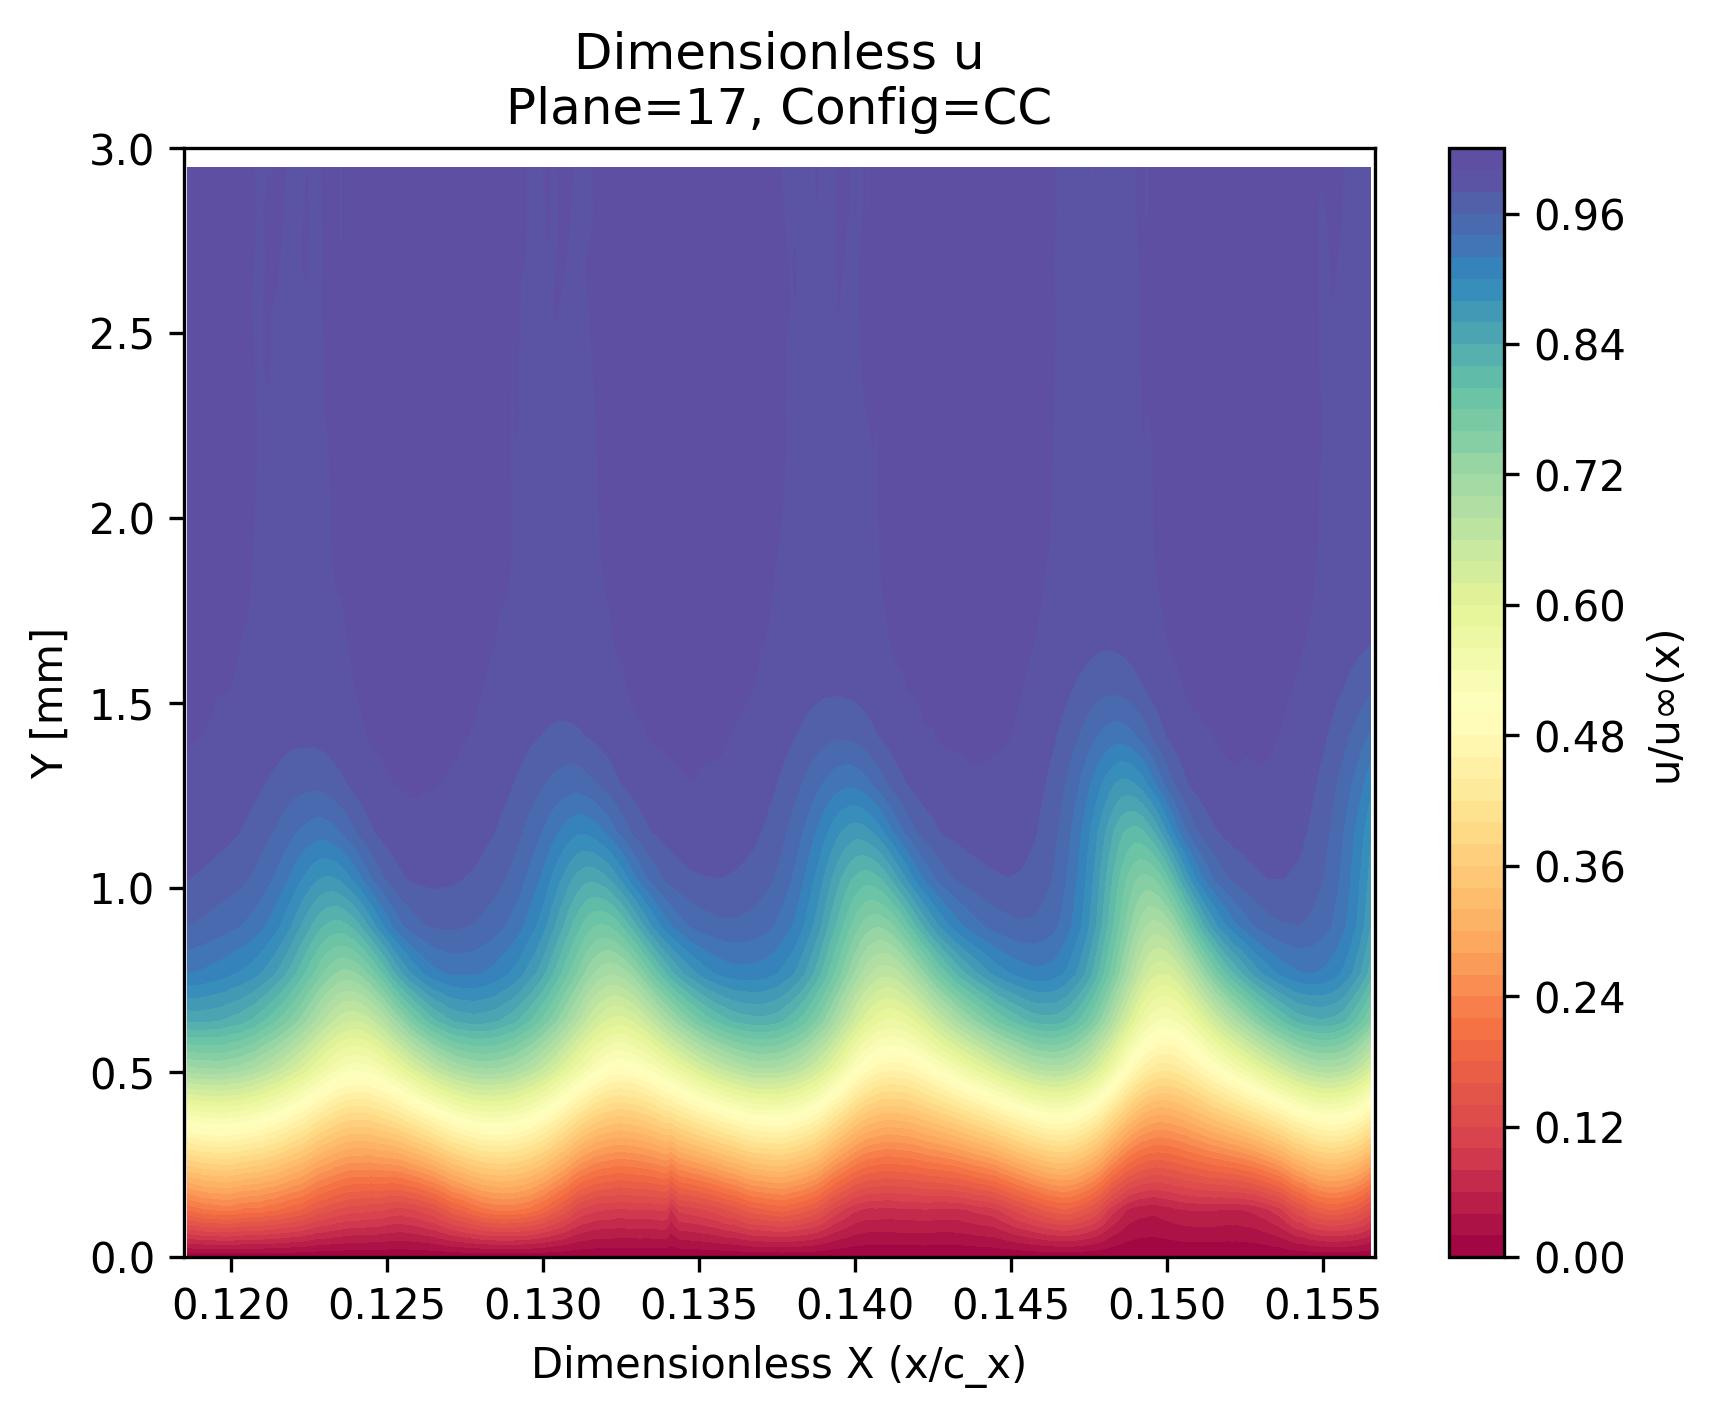 Dimensionless u
Plane=17, Config=CC
3.0
2.5
2.0
1.5
1.0
0.5
0.0
Y [mm]
0.120 0.125 0.130 0.135 0.140 0.145 0.150 0.155
Dimensionless X (x/c_x)
0.96
0.84
0.72
0.60
0.48
0.36
0.24
0.12
0.00
u/u∞(x)